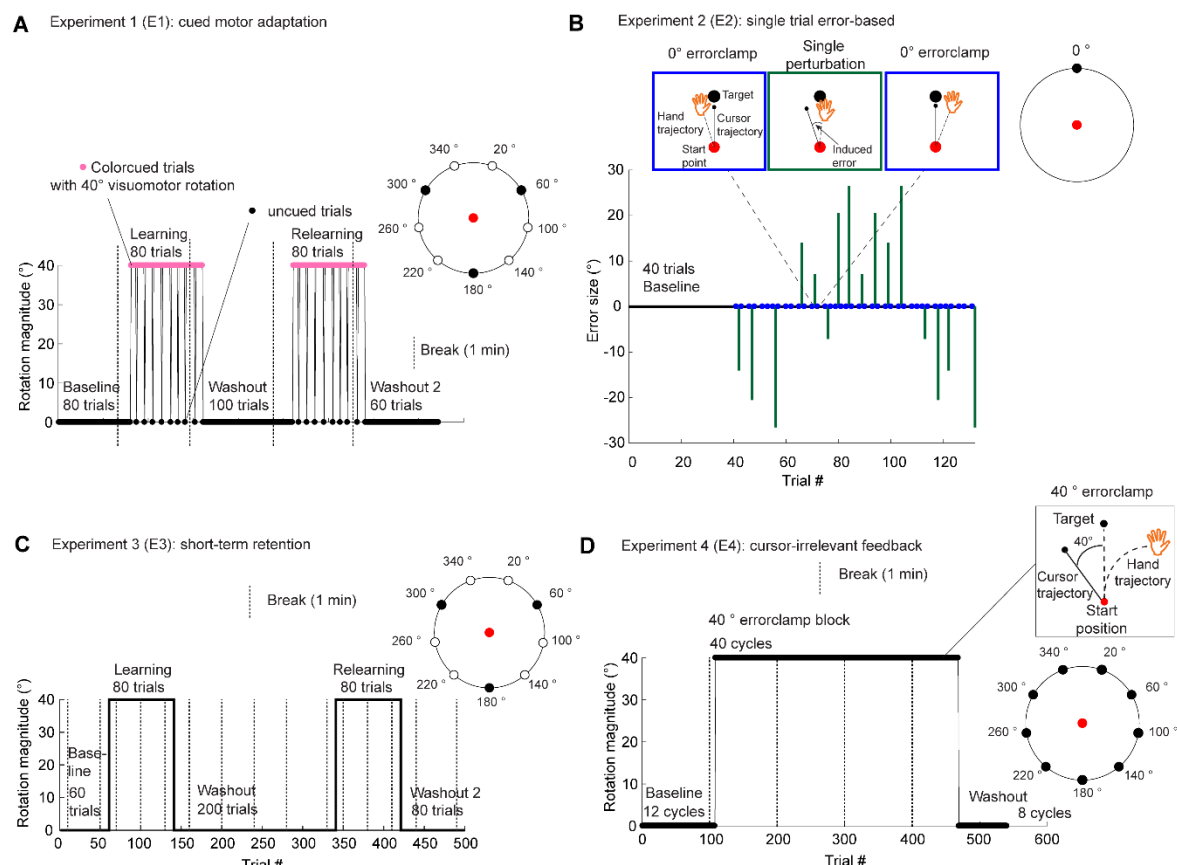 A Experiment 1 (E1): cued motor adaptation
Colorcued trials
with 40° visuomotor rotation
uncued trials
Learning
80 trials
Relearning
80 trials
Break (1 min)
Baseline
80 trials
Washout
100 trials
Washout 2
60 trials
Rotation magnitude (°)
40
30
20
10
0
340 °
20 °
300 °
60 °
260 °
100 °
220 °
140 °
180 °
B Experiment 2 (E2): single trial error-based
0° errorclamp
Single
perturbation
0° errorclamp
0 °
Target
Hand
trajectory
Cursor
trajectory
Start
point
Induced
error
40 trials
Baseline
Error size (°)
30
20
10
0
-10
-20
-30
0 20 40 60 80 100 120
Trial #
C Experiment 3 (E3): short-term retention
Break (1 min)
Learning
80 trials
Relearning
80 trials
Base-
line
60
trials
Washout
200 trials
Washout 2
80 trials
Rotation magnitude (°)
40
35
30
25
20
15
10
5
0
0 50 100 150 200 250 300 350 400 450 500
340 °
20 °
300 °
60 °
260 °
100 °
220 °
140 °
180 °
D Experiment 4 (E4): cursor-irrelevant feedback
Break (1 min)
40 ° errorclamp
Target
40°
Cursor
trajectory
Hand
trajectory
Start
position
40 ° errorclamp block
40 cycles
Baseline
12 cycles
Washout
8 cycles
Rotation magnitude (°)
40
35
30
25
20
15
10
5
0
0 100 200 300 400 500 600
Trial #
340 °
20 °
300 °
60 °
260 °
100 °
220 °
140 °
180 °